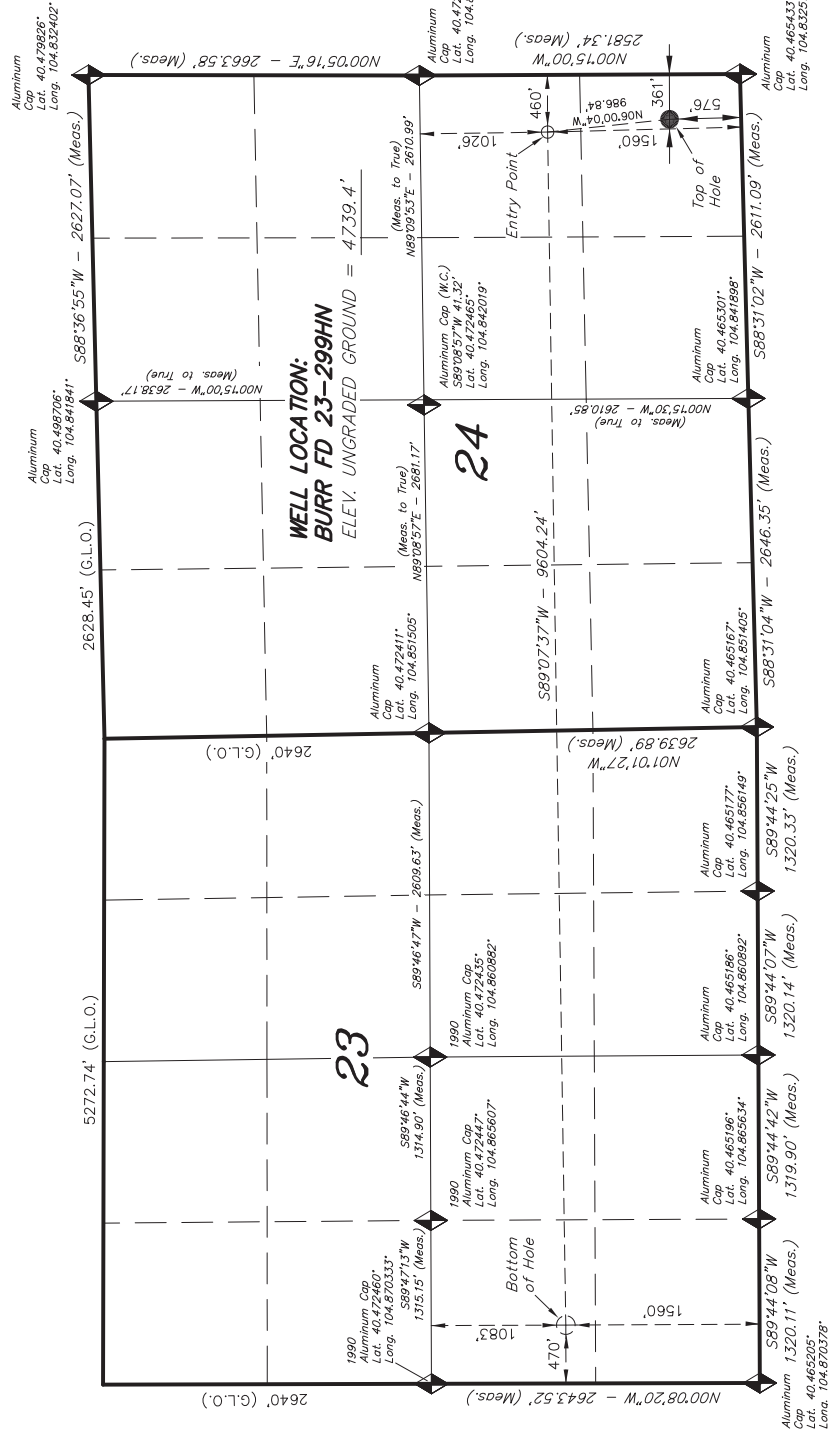 Aluminum
Cap
Lat. 40.479826°
Long. 104.832402°
S88°36'55"W - 2627.07' (Meas.)
N00°05'16"E - 2663.58' (Meas.)
Aluminum
Cap
Lat. 40.498706°
Long. 104.841841°
2628.45' (G.L.O.)
N00°15'00"W - 2638.17'
(Meas. to True)
5272.74' (G.L.O.)
2640' (G.L.O.)
2640' (G.L.O.)
WELL LOCATION:
BURR FD 23-299HN
ELEV. UNGRADED GROUND = 4739.4'
Aluminum
Cap
N00°15'00"W
2581.34' (Meas.)
(Meas. to True)
N89°09'53"E - 2610.99'
Aluminum Cap (W.C.)
S89°08'57"W 41.32'
Lat. 40.472465°
Long. 104.842019°
(Meas. to True)
N89°08'57"E - 2681.17'
24
Aluminum
Cap
Lat. 40.472411°
Long. 104.851505°
S89°46'47"W - 2609.63' (Meas.)
23
1990
Aluminum Cap
Lat. 40.472435°
Long. 104.860882°
S89°46'44"W
1314.90' (Meas.)
1990
Aluminum Cap
Lat. 40.472447°
Long. 104.865607°
S89°47'13"W
1315.15' (Meas.)
1990
Aluminum Cap
Lat. 40.472460°
Long. 104.870333°
1026'
460'
Entry Point
N06°00'04"W
986.84'
1560'
361'
576'
Top of
Hole
S89°07'37"W - 9604.24'
N00°15'30"W - 2610.85'
(Meas. to True)
N01°01'27"W
2639.89' (Meas.)
Bottom
of Hole
1083'
470'
1560'
N00°08'20"W - 2643.52' (Meas.)
Aluminum
Cap
Lat. 40.465433
S88°31'02"W - 2611.09' (Meas.)
Aluminum
Cap
Lat. 40.465301
Long. 104.841898°
S88°31'04"W - 2646.35' (Meas.)
Aluminum
Cap
Lat. 40.465167°
Long. 104.851405°
S89°44'25"W
1320.33' (Meas.)
Aluminum
Cap
Lat. 40.465177°
Long. 104.856149°
S89°44'07"W
1320.14' (Meas.)
Aluminum
Cap
Lat. 40.465186°
Long. 104.860892°
S89°44'42"W
1319.90' (Meas.)
Aluminum
Cap
Lat. 40.465196°
Long. 104.865634°
S89°44'08"W
1320.11' (Meas.)
Aluminum
Cap
Lat. 40.465205°
Long. 104.870378°